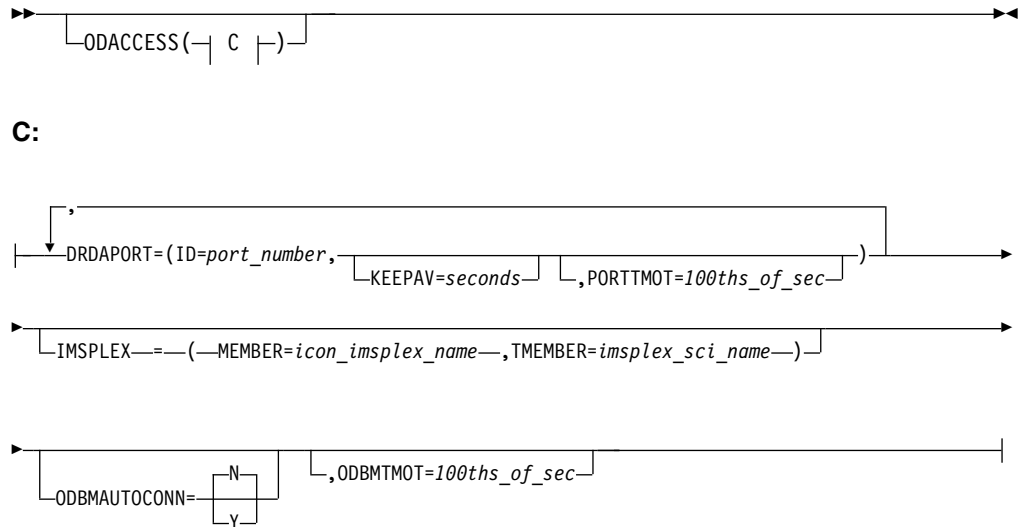 ODACCESS( C )
C:
,
DRDAPORT=(ID=port_number, )
KEEPAV=seconds ,PORTTMOT=100ths_of_sec
IMSPLEX = ( MEMBER=icon_imsplex_name ,TMEMBER=imsplex_sci_name )
N ,ODBMTMOT=100ths_of_sec
ODBMAUTOCONN=
Y